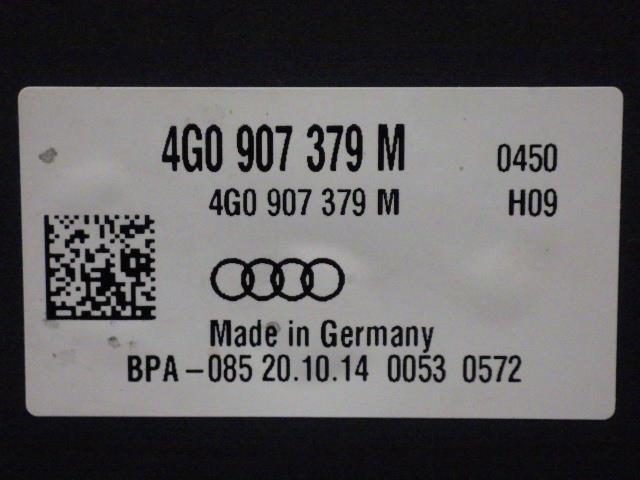 4G0 907 379 M 0450
4G0 907 379 M H09
Made in Germany
BPA-085 20.10.14 0053 0572